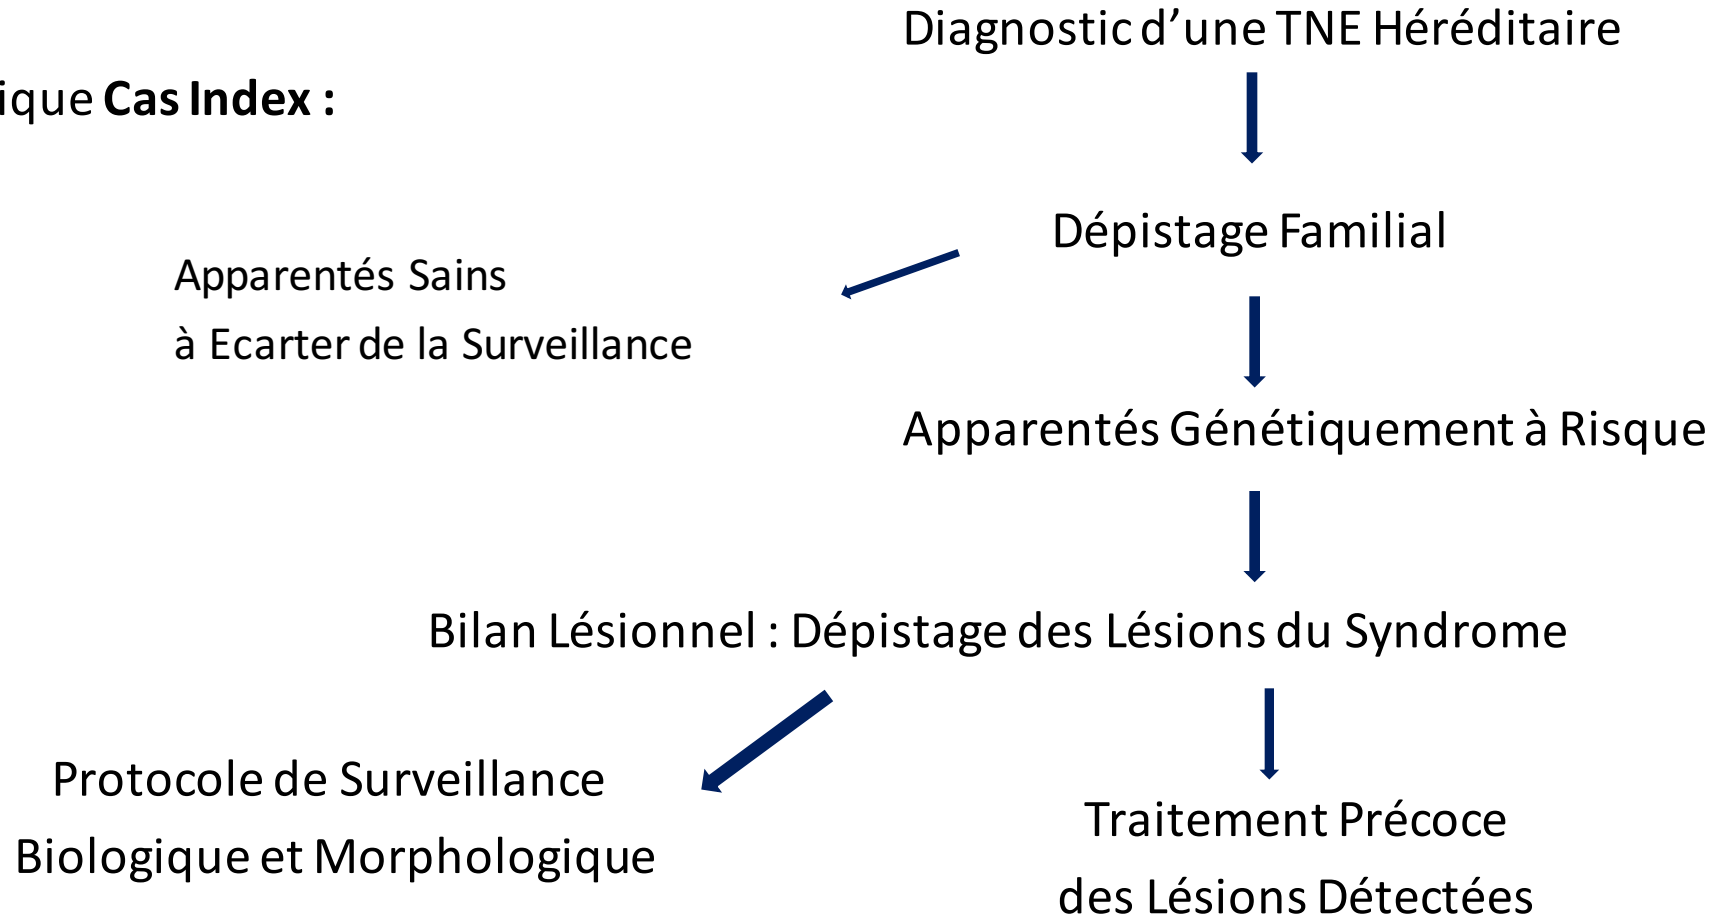 Diagnostic d’une TNE Héréditaire
ique Cas Index :
Dépistage Familial
Apparentés Sains
à Ecarter de la Surveillance
Apparentés Génétiquement à Risque
Bilan Lésionnel : Dépistage des Lésions du Syndrome
Protocole de Surveillance
Biologique et Morphologique
Traitement Précoce
des Lésions Détectées